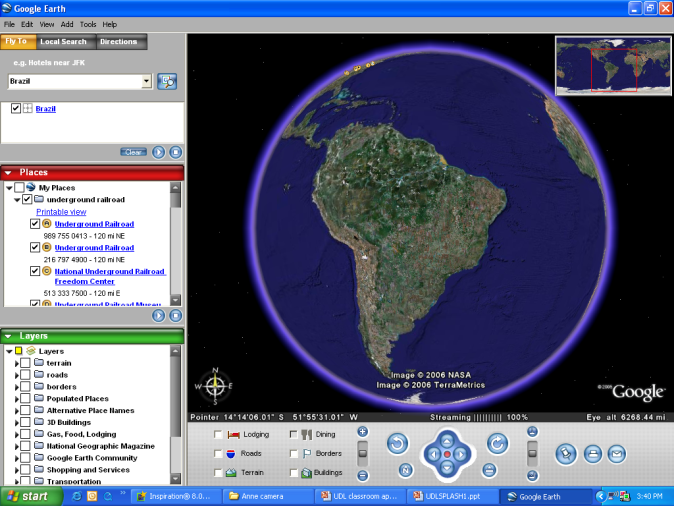 Google Earth
File Edit View Add Tools Help
Fly To Local Search Directions
e.g. Hotels near JFK
Brazil
Brazil
Clear
Places
My Places
underground railroad
Printable view
A Underground Railroad
989 755 0413 - 120 mi NE
B Underground Railroad
216 797 4900 - 120 mi NE
C National Underground Railroad
Freedom Center
513 333 7500 - 120 mi E
D Underground Railroad Museu
Layers
Layers
terrain
roads
borders
Populated Places
Alternative Place Names
3D Buildings
Gas, Food, Lodging
National Geographic Magazine
Google Earth Community
Shopping and Services
Transportation
N
W E
S
Image © 2006 NASA
Image © 2006 TerraMetrics
©2005 Google
Pointer 14°14'06.01" S 51°55'31.01" W Streaming |||||||||| 100% Eye alt 6268.44 mi
Lodging Dining
Roads Borders
Terrain Buildings
N
start Inspiration® 8.0... Anne camera UDL classroom ap... UDLSPLASH1.ppt Google Earth 3:40 PM